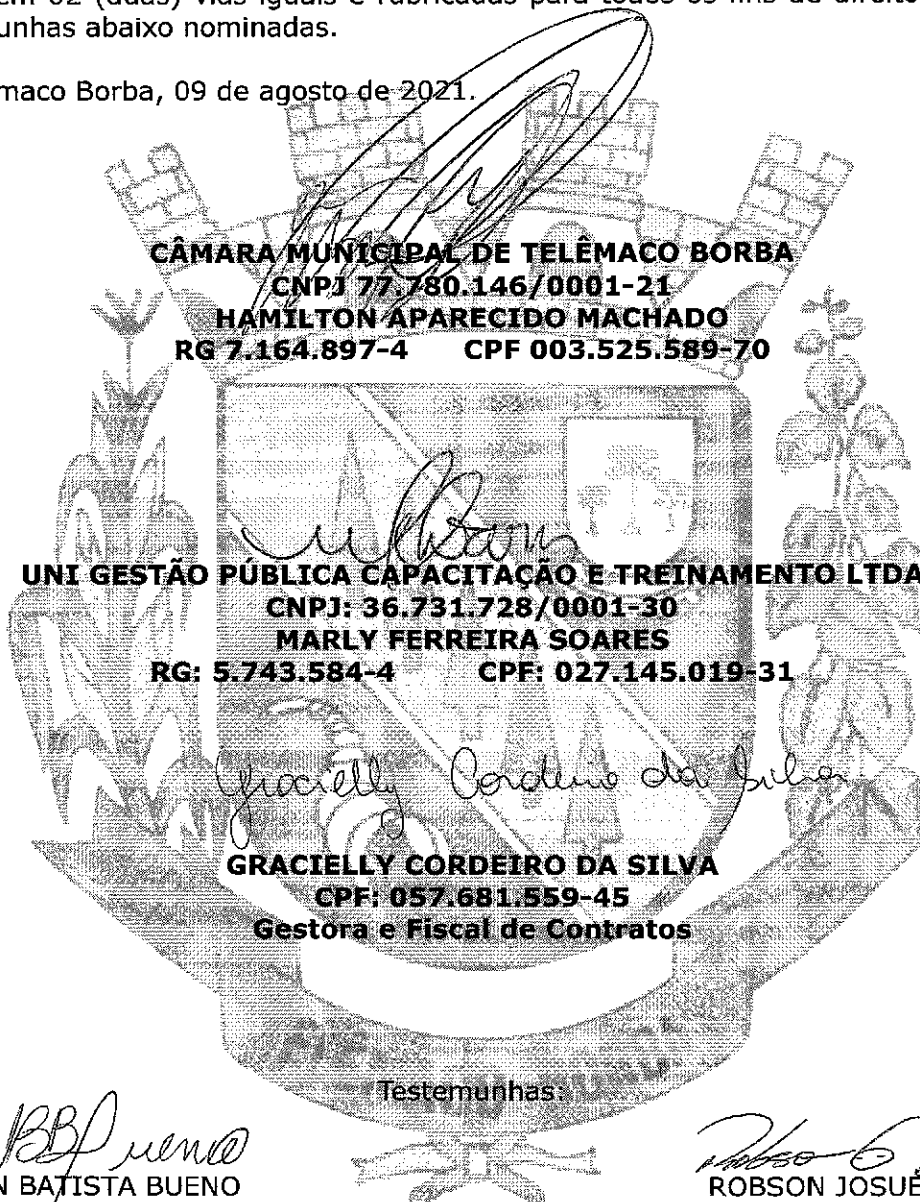 em 02 (duas) vias iguais e rubricadas para todos os fins de direito
unhas abaixo nominadas.
maco Borba, 09 de agosto de 2021.
CÂMARA MUNICIPAL DE TELÊMACO BORBA
CNPJ 77.780.146/0001-21
HAMILTON APARECIDO MACHADO
RG 7.164.897-4 CPF 003.525.589-70
UNI GESTÃO PÚBLICA CAPACITAÇÃO E TREINAMENTO LTDA
CNPJ: 36.731.728/0001-30
MARLY FERREIRA SOARES
RG: 5.743.584-4 CPF: 027.145.019-31
Gracielly Cordeiro da Silva
GRACIELLY CORDEIRO DA SILVA
CPF: 057.681.559-45
Gestora e Fiscal de Contratos
Testemunhas:
N BATISTA BUENO ROBSON JOSUÉ